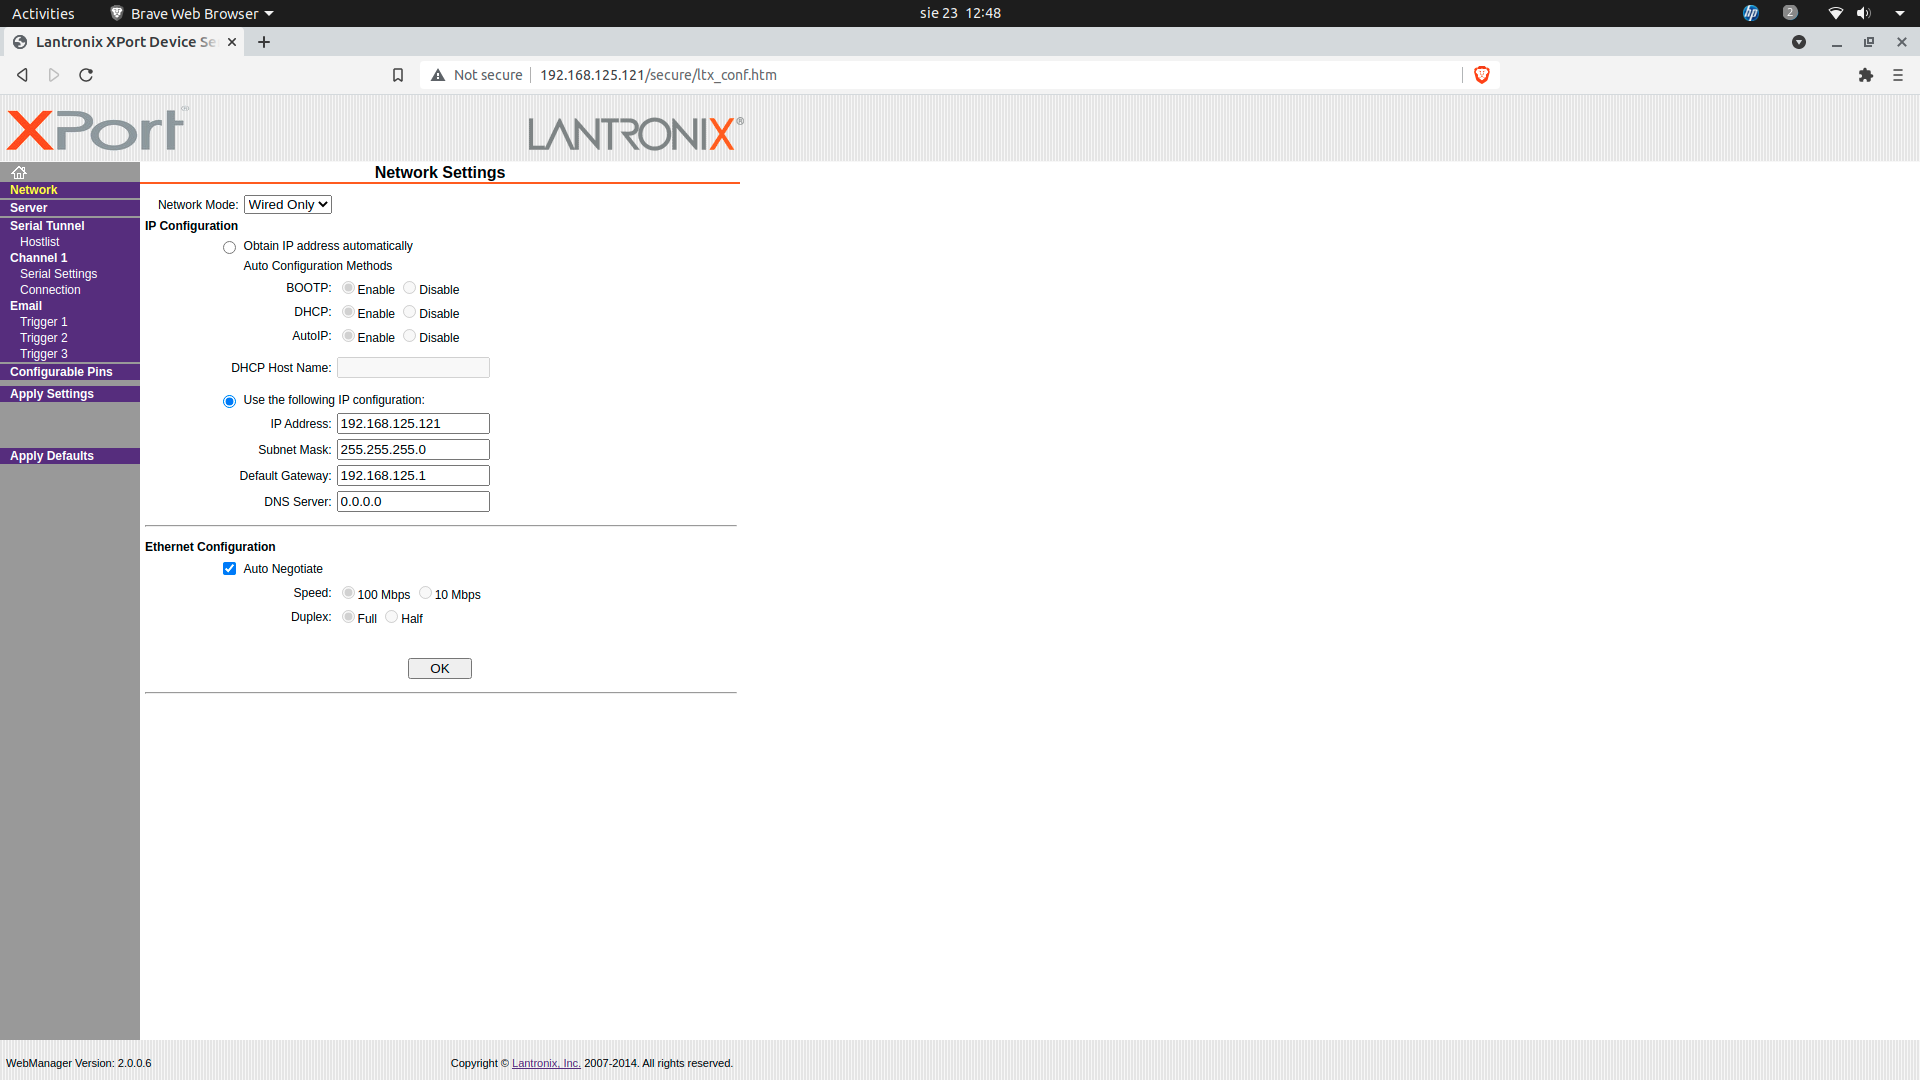 Activities
Brave Web Browser
sie 23 12:48
2
Lantronix XPort Device Se
Not secure
192.168.125.121/secure/ltx_conf.htm
XPort
LANTRONIX®
Network
Server
Serial Tunnel
Hostlist
Channel 1
Serial Settings
Connection
Email
Trigger 1
Trigger 2
Trigger 3
Configurable Pins
Apply Settings
Apply Defaults
Network Settings
Network Mode: Wired Only
IP Configuration
Obtain IP address automatically
Auto Configuration Methods
BOOTP: Enable Disable
DHCP: Enable Disable
AutoIP: Enable Disable
DHCP Host Name:
Use the following IP configuration:
IP Address: 192.168.125.121
Subnet Mask: 255.255.255.0
Default Gateway: 192.168.125.1
DNS Server: 0.0.0.0
Ethernet Configuration
Auto Negotiate
Speed: 100 Mbps 10 Mbps
Duplex: Full Half
OK
WebManager Version: 2.0.0.6
Copyright © Lantronix, Inc. 2007-2014. All rights reserved.